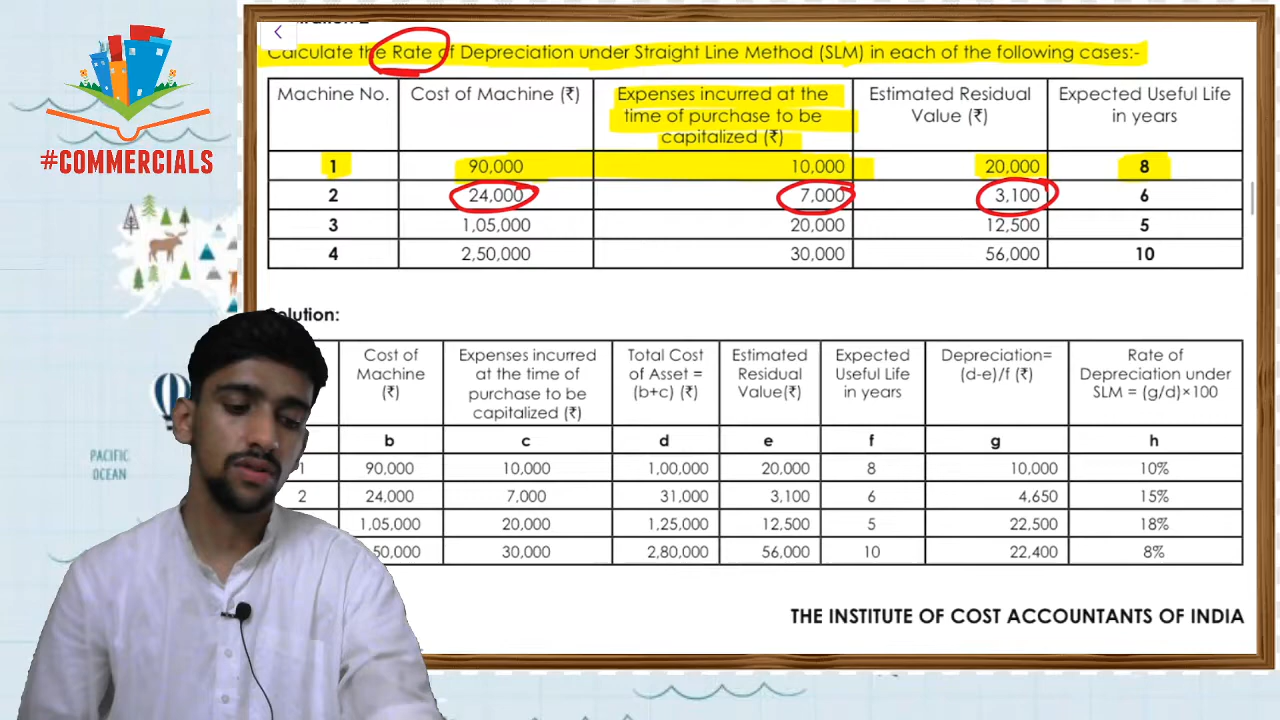 Calculate the Rate of Depreciation under Straight Line Method (SLM) in each of the following cases:-
Machine No. Cost of Machine (₹) Expenses incurred at the time of purchase to be capitalized (₹) Estimated Residual Value (₹) Expected Useful Life in years
1 90,000 10,000 20,000 8
2 24,000 7,000 3,100 6
3 1,05,000 20,000 12,500 5
4 2,50,000 30,000 56,000 10
Solution:
Cost of Machine (₹) Expenses incurred at the time of purchase to be capitalized (₹) Total Cost of Asset = (b+c) (₹) Estimated Residual Value(₹) Expected Useful Life in years Depreciation= (d-e)/f (₹) Rate of Depreciation under SLM = (g/d)×100
b c d e f g h
1 90,000 10,000 1,00,000 20,000 8 10,000 10%
2 24,000 7,000 31,000 3,100 6 4,650 15%
1,05,000 20,000 1,25,000 12,500 5 22,500 18%
50,000 30,000 2,80,000 56,000 10 22,400 8%
THE INSTITUTE OF COST ACCOUNTANTS OF INDIA
#COMMERCIALS
PACIFIC
OCEAN